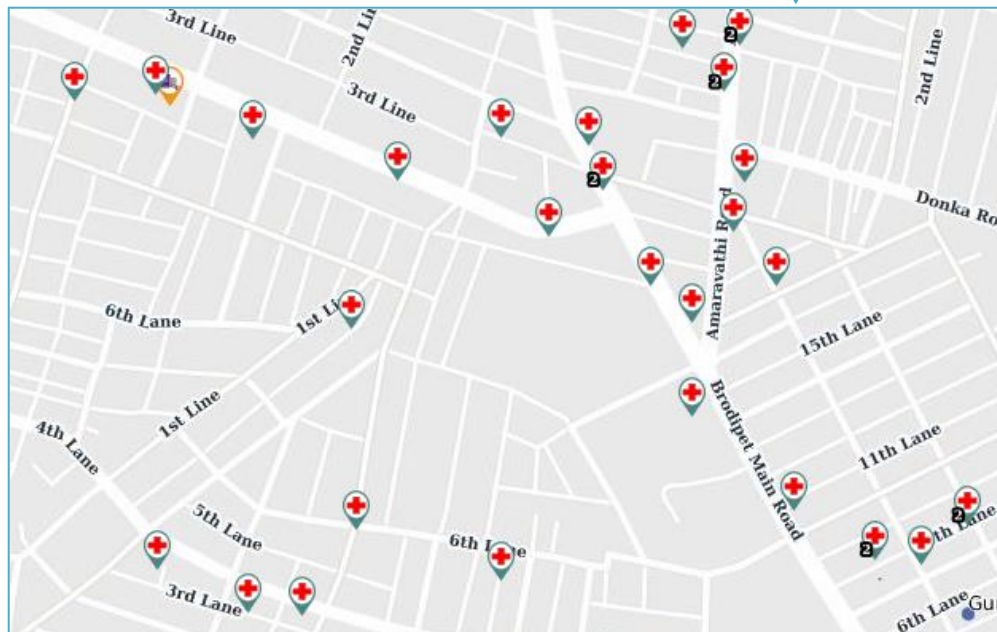 3rd Line
2nd Li
3rd Line
2nd Line
2
2
2
Donka Ro
Amaravathi R d
6th Lane
1st Li
15th Lane
1st Line
Brodipet Main Road
4th Lane
11th Lane
2
th Lane
5th Lane
6th L ne
2
3rd Lane
6th Lane
Gu